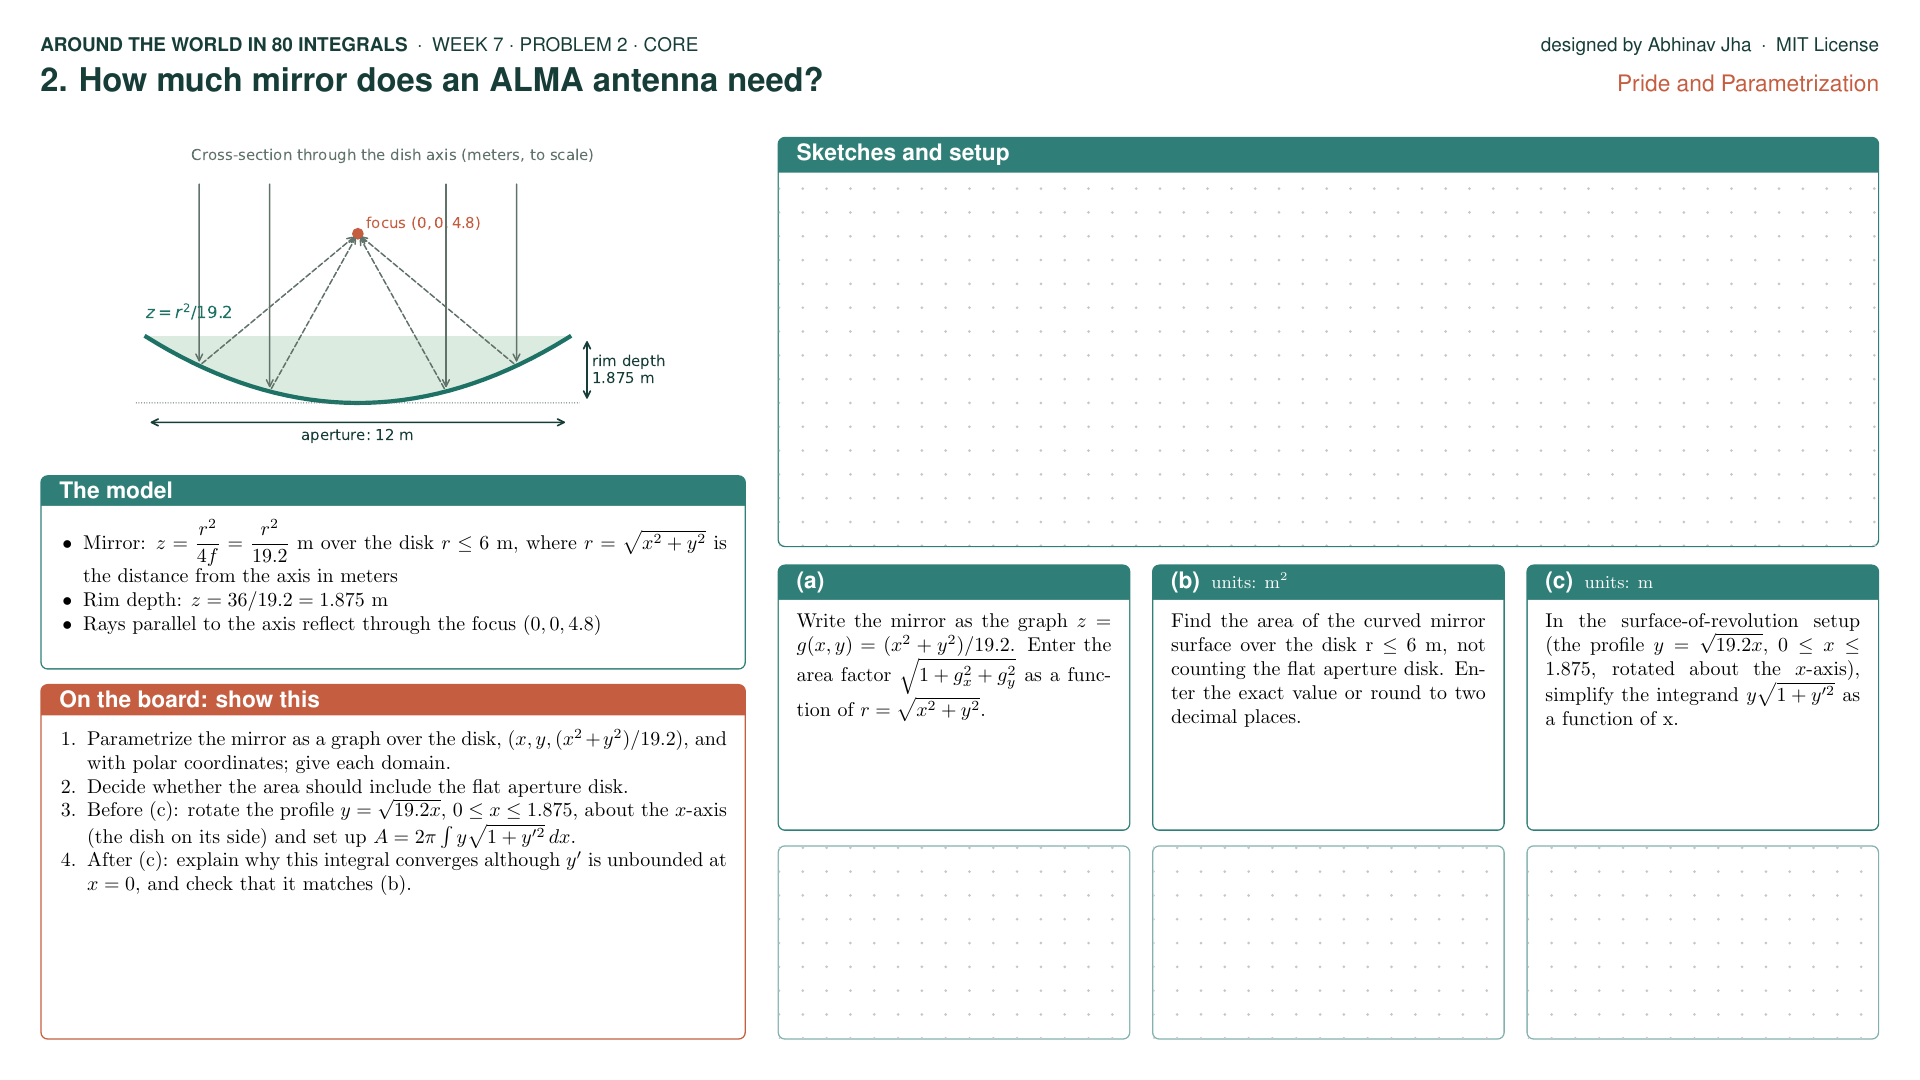 AROUND THE WORLD IN 80 INTEGRALS · WEEK 7 · PROBLEM 2 · CORE
designed by Abhinav Jha · MIT License
2. How much mirror does an ALMA antenna need?
Pride and Parametrization
Cross-section through the dish axis (meters, to scale)
focus (0, 0, 4.8)
z = r²/19.2
rim depth
1.875 m
aperture: 12 m
The model
• Mirror: z = r²/4f = r²/19.2 m over the disk r ≤ 6 m, where r = √(x² + y²) is
the distance from the axis in meters
• Rim depth: z = 36/19.2 = 1.875 m
• Rays parallel to the axis reflect through the focus (0, 0, 4.8)
On the board: show this
1. Parametrize the mirror as a graph over the disk, (x, y, (x² + y²)/19.2), and
with polar coordinates; give each domain.
2. Decide whether the area should include the flat aperture disk.
3. Before (c): rotate the profile y = √19.2x, 0 ≤ x ≤ 1.875, about the x-axis
(the dish on its side) and set up A = 2π ∫ y√(1 + y′²) dx.
4. After (c): explain why this integral converges although y′ is unbounded at
x = 0, and check that it matches (b).
Sketches and setup
(a)
Write the mirror as the graph z =
g(x, y) = (x² + y²)/19.2. Enter the
area factor √(1 + g_x² + g_y²) as a func-
tion of r = √(x² + y²).
(b) units: m²
Find the area of the curved mirror
surface over the disk r ≤ 6 m, not
counting the flat aperture disk. En-
ter the exact value or round to two
decimal places.
(c) units: m
In the surface-of-revolution setup
(the profile y = √19.2x, 0 ≤ x ≤
1.875, rotated about the x-axis),
simplify the integrand y√(1 + y′²) as
a function of x.